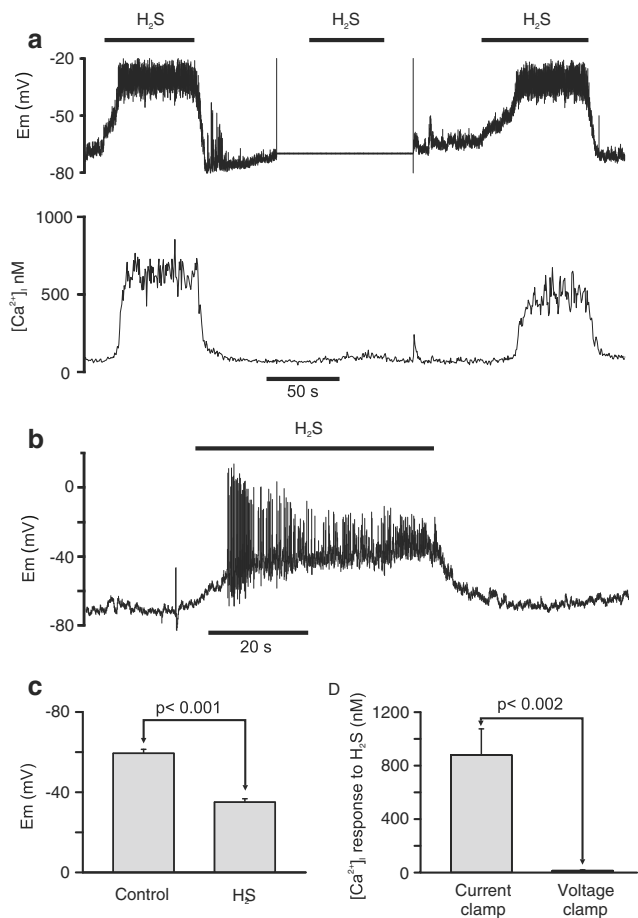 a
H₂S H₂S H₂S
Em (mV)
-20
-50
-80
[Ca²⁺]ᵢ nM
1000
500
0
50 s
b
H₂S
Em (mV)
0
-40
-80
20 s
c
p< 0.001
Em (mV)
-80
-40
0
Control H₂S
D
p< 0.002
[Ca²⁺]ᵢ response to H₂S (nM)
1200
800
400
0
Current clamp
Voltage clamp